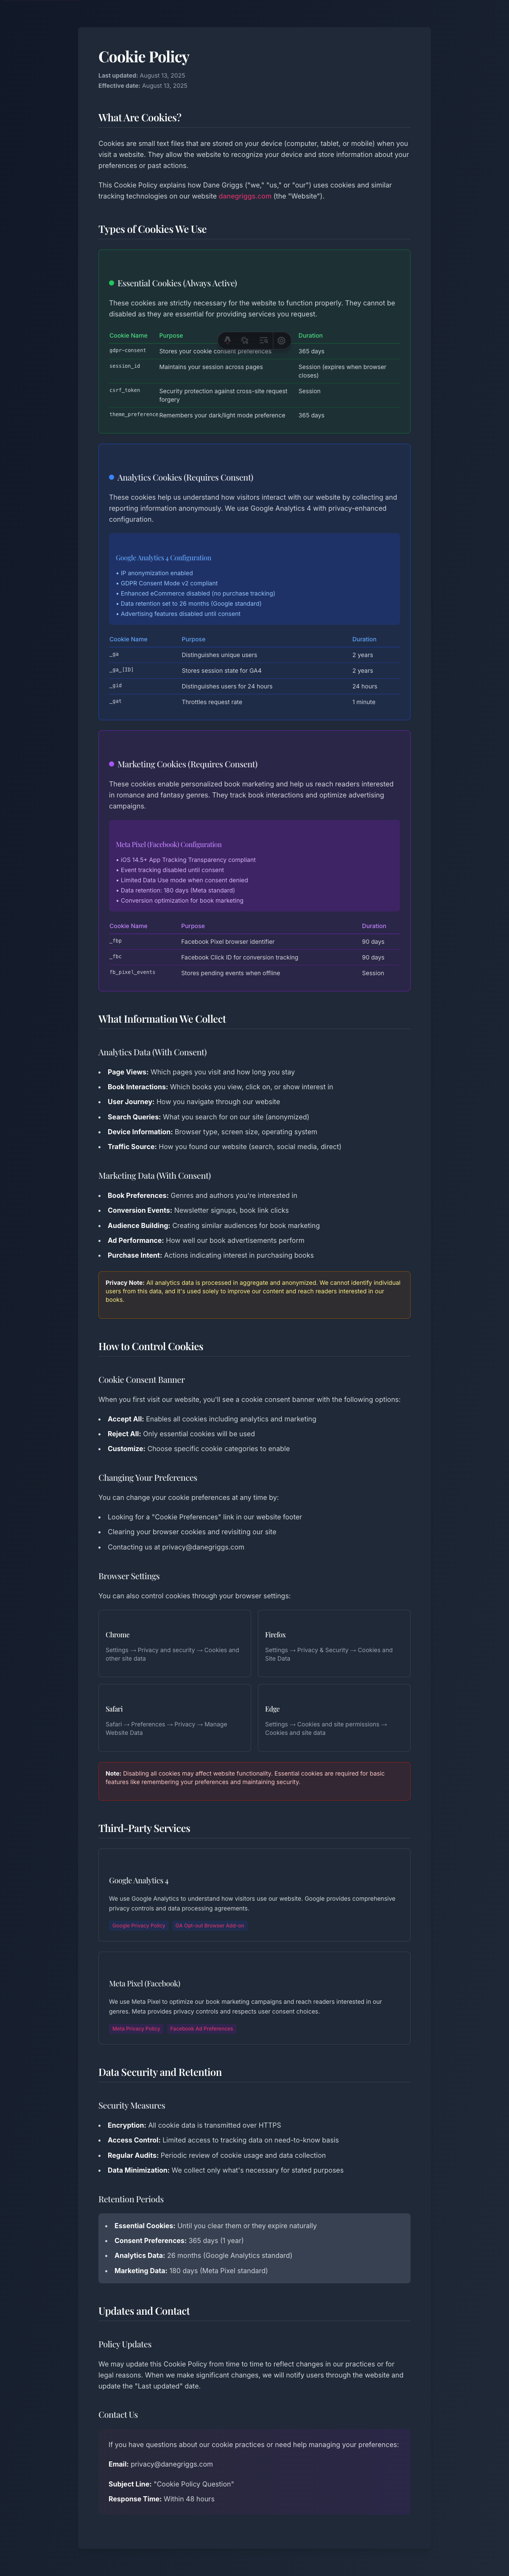 Cookie Policy
Last updated: August 13, 2025
Effective date: August 13, 2025
What Are Cookies?
Cookies are small text files that are stored on your device (computer, tablet, or mobile) when you
visit a website. They allow the website to recognize your device and store information about your
preferences or past actions.
This Cookie Policy explains how Dane Griggs ("we," "us," or "our") uses cookies and similar
tracking technologies on our website danegriggs.com (the "Website").
Types of Cookies We Use
Essential Cookies (Always Active)
These cookies are strictly necessary for the website to function properly. They cannot be
disabled as they are essential for providing services you request.
Cookie Name Purpose Duration
gdpr-consent Stores your cookie consent preferences 365 days
session_id Maintains your session across pages Session (expires when browser
closes)
csrf_token Security protection against cross-site request Session
forgery
theme_preference Remembers your dark/light mode preference 365 days
Analytics Cookies (Requires Consent)
These cookies help us understand how visitors interact with our website by collecting and
reporting information anonymously. We use Google Analytics 4 with privacy-enhanced
configuration.
Google Analytics 4 Configuration
• IP anonymization enabled
• GDPR Consent Mode v2 compliant
• Enhanced eCommerce disabled (no purchase tracking)
• Data retention set to 26 months (Google standard)
• Advertising features disabled until consent
Cookie Name Purpose Duration
_ga Distinguishes unique users 2 years
_ga_[ID] Stores session state for GA4 2 years
_gid Distinguishes users for 24 hours 24 hours
_gat Throttles request rate 1 minute
Marketing Cookies (Requires Consent)
These cookies enable personalized book marketing and help us reach readers interested
in romance and fantasy genres. They track book interactions and optimize advertising
campaigns.
Meta Pixel (Facebook) Configuration
• iOS 14.5+ App Tracking Transparency compliant
• Event tracking disabled until consent
• Limited Data Use mode when consent denied
• Data retention: 180 days (Meta standard)
• Conversion optimization for book marketing
Cookie Name Purpose Duration
_fbp Facebook Pixel browser identifier 90 days
_fbc Facebook Click ID for conversion tracking 90 days
fb_pixel_events Stores pending events when offline Session
What Information We Collect
Analytics Data (With Consent)
• Page Views: Which pages you visit and how long you stay
• Book Interactions: Which books you view, click on, or show interest in
• User Journey: How you navigate through our website
• Search Queries: What you search for on our site (anonymized)
• Device Information: Browser type, screen size, operating system
• Traffic Source: How you found our website (search, social media, direct)
Marketing Data (With Consent)
• Book Preferences: Genres and authors you're interested in
• Conversion Events: Newsletter signups, book link clicks
• Audience Building: Creating similar audiences for book marketing
• Ad Performance: How well our book advertisements perform
• Purchase Intent: Actions indicating interest in purchasing books
Privacy Note: All analytics data is processed in aggregate and anonymized. We cannot identify individual
users from this data, and it's used solely to improve our content and reach readers interested in our
books.
How to Control Cookies
Cookie Consent Banner
When you first visit our website, you'll see a cookie consent banner with the following options:
• Accept All: Enables all cookies including analytics and marketing
• Reject All: Only essential cookies will be used
• Customize: Choose specific cookie categories to enable
Changing Your Preferences
You can change your cookie preferences at any time by:
• Looking for a "Cookie Preferences" link in our website footer
• Clearing your browser cookies and revisiting our site
• Contacting us at privacy@danegriggs.com
Browser Settings
You can also control cookies through your browser settings:
Chrome
Settings → Privacy and security → Cookies and
other site data
Firefox
Settings → Privacy & Security → Cookies and
Site Data
Safari
Safari → Preferences → Privacy → Manage
Website Data
Edge
Settings → Cookies and site permissions →
Cookies and site data
Note: Disabling all cookies may affect website functionality. Essential cookies are required for basic
features like remembering your preferences and maintaining security.
Third-Party Services
Google Analytics 4
We use Google Analytics to understand how visitors use our website. Google provides comprehensive
privacy controls and data processing agreements.
Google Privacy Policy GA Opt-out Browser Add-on
Meta Pixel (Facebook)
We use Meta Pixel to optimize our book marketing campaigns and reach readers interested in our
genres. Meta provides privacy controls and respects user consent choices.
Meta Privacy Policy Facebook Ad Preferences
Data Security and Retention
Security Measures
• Encryption: All cookie data is transmitted over HTTPS
• Access Control: Limited access to tracking data on need-to-know basis
• Regular Audits: Periodic review of cookie usage and data collection
• Data Minimization: We collect only what's necessary for stated purposes
Retention Periods
• Essential Cookies: Until you clear them or they expire naturally
• Consent Preferences: 365 days (1 year)
• Analytics Data: 26 months (Google Analytics standard)
• Marketing Data: 180 days (Meta Pixel standard)
Updates and Contact
Policy Updates
We may update this Cookie Policy from time to time to reflect changes in our practices or for
legal reasons. When we make significant changes, we will notify users through the website and
update the "Last updated" date.
Contact Us
If you have questions about our cookie practices or need help managing your preferences:
Email: privacy@danegriggs.com
Subject Line: "Cookie Policy Question"
Response Time: Within 48 hours